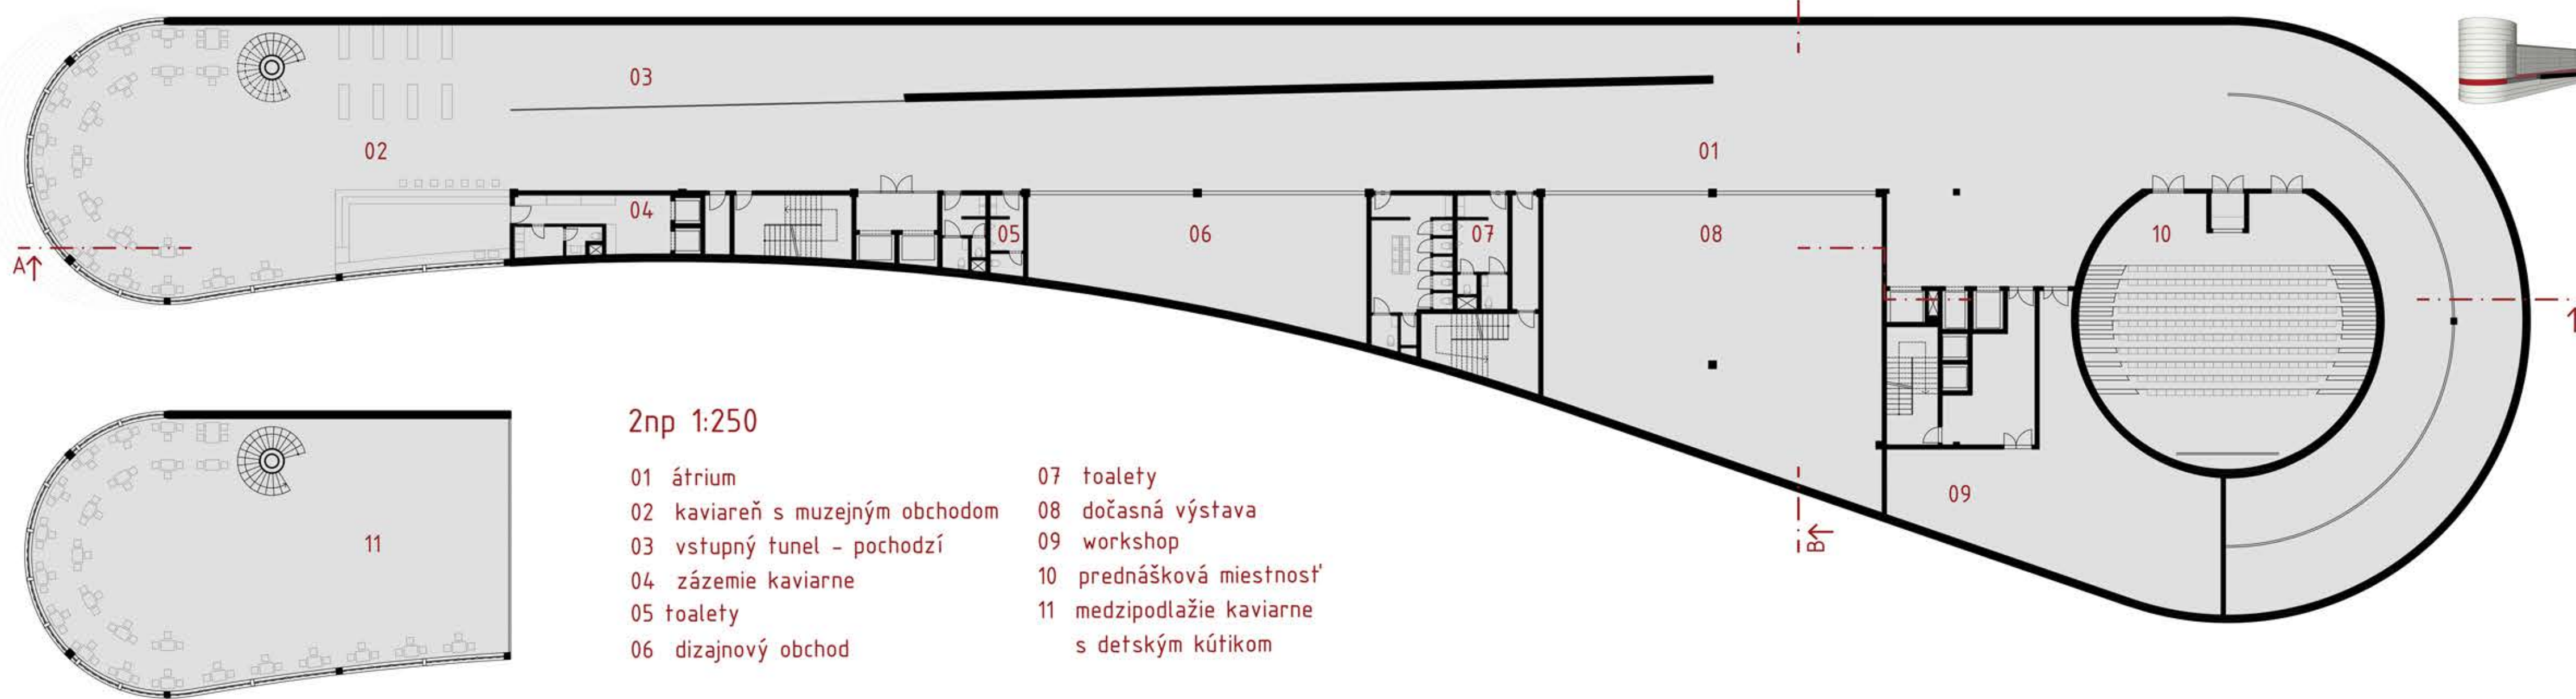 03
02
01
04
05
06
07
08
10
A
B
09
11
2np 1:250
01 átrium
02 kaviareň s muzejným obchodom
03 vstupný tunel - pochodzí
04 zázemie kaviarne
05 toalety
06 dizajnový obchod
07 toalety
08 dočasná výstava
09 workshop
10 prednášková miestnosť
11 medzipodlažie kaviarne
s detským kútikom